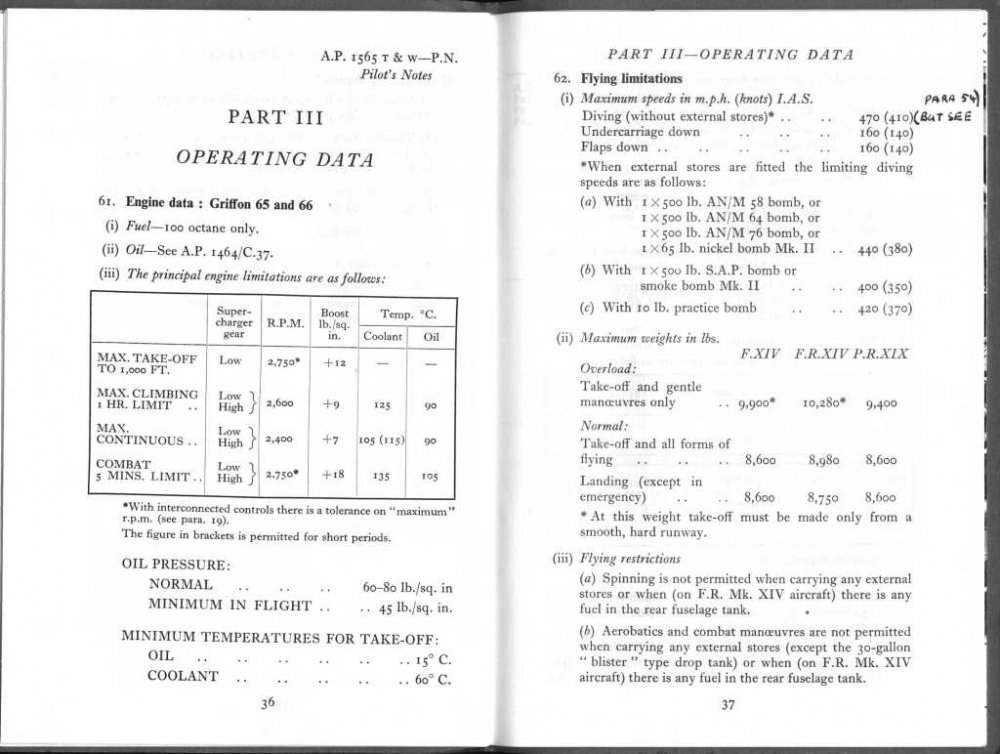 A.P. 1565 T & W—P.N.
Pilot's Notes
PART III
OPERATING DATA
61. Engine data : Griffon 65 and 66
(i) Fuel—100 octane only.
(ii) Oil—See A.P. 1464/C.37.
(iii) The principal engine limitations are as follows:
Super-charger gear R.P.M. Boost lb./sq. in. Temp. °C.
Coolant Oil
MAX. TAKE-OFF TO 1,000 FT. Low 2,750* +12 — —
MAX. CLIMBING 1 HR. LIMIT .. Low High } 2,600 +9 125 90
MAX. CONTINUOUS .. Low High } 2,400 +7 105 (115) 90
COMBAT 5 MINS. LIMIT .. Low High } 2,750* +18 135 105
*With interconnected controls there is a tolerance on "maximum"
r.p.m. (see para. 19).
The figure in brackets is permitted for short periods.
OIL PRESSURE:
NORMAL .. .. .. 60–80 lb./sq. in
MINIMUM IN FLIGHT .. .. 45 lb./sq. in.
MINIMUM TEMPERATURES FOR TAKE-OFF:
OIL .. .. .. .. .. .. 15° C.
COOLANT .. .. .. .. .. 60° C.
36
PART III—OPERATING DATA
62. Flying limitations
(i) Maximum speeds in m.p.h. (knots) I.A.S. PARA 54)
Diving (without external stores)* .. .. 470 (410) (BUT SEE
Undercarriage down .. .. .. 160 (140)
Flaps down .. .. .. .. .. 160 (140)
*When external stores are fitted the limiting diving
speeds are as follows:
(a) With 1 × 500 lb. AN/M 58 bomb, or
1 × 500 lb. AN/M 64 bomb, or
1 × 500 lb. AN/M 76 bomb, or
1 × 65 lb. nickel bomb Mk. II .. 440 (380)
(b) With 1 × 500 lb. S.A.P. bomb or
smoke bomb Mk. II .. .. 400 (350)
(c) With 10 lb. practice bomb .. .. 420 (370)
(ii) Maximum weights in lbs.
F.XIV F.R.XIV P.R.XIX
Overload:
Take-off and gentle
manœuvres only .. 9,900* 10,280* 9,400
Normal:
Take-off and all forms of
flying .. .. .. 8,600 8,980 8,600
Landing (except in
emergency) .. .. 8,600 8,750 8,600
* At this weight take-off must be made only from a
smooth, hard runway.
(iii) Flying restrictions
(a) Spinning is not permitted when carrying any external
stores or when (on F.R. Mk. XIV aircraft) there is any
fuel in the rear fuselage tank.
(b) Aerobatics and combat manœuvres are not permitted
when carrying any external stores (except the 30-gallon
" blister " type drop tank) or when (on F.R. Mk. XIV
aircraft) there is any fuel in the rear fuselage tank.
37